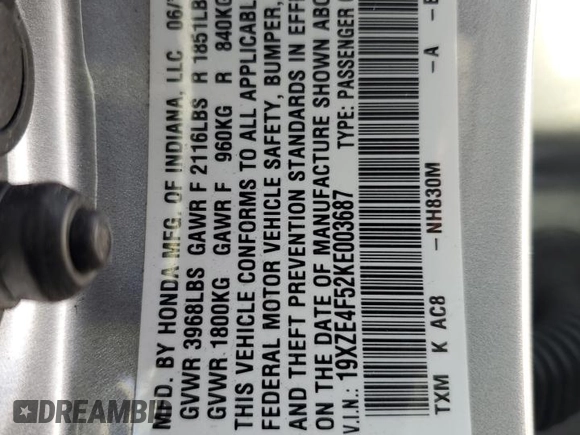 MFD. BY HONDA MFG. OF INDIANA, LLC 06/
GVWR 3968LBS GAWR F 2116LBS R 1851LB
GVWR 1800KG GAWR F 960KG R 840KG
THIS VEHICLE CONFORMS TO ALL APPLICABL
FEDERAL MOTOR VEHICLE SAFETY, BUMPER,
AND THEFT PREVENTION STANDARDS IN EFFE
ON THE DATE OF MANUFACTURE SHOWN ABO
V.I.N.: 19XZE4F52KE003687 TYPE: PASSENGER
TXM K AC8 -NH830M -A -
DREAMBID